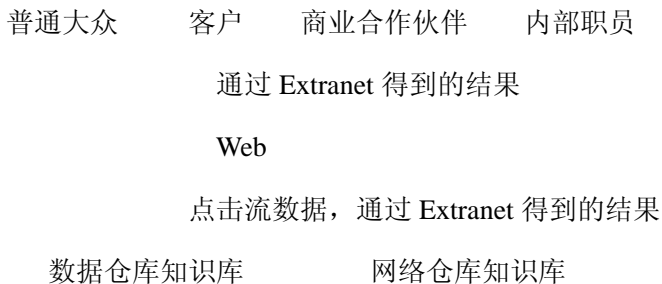 普通大众 客户 商业合作伙伴 内部职员
通过 Extranet 得到的结果
Web
点击流数据，通过 Extranet 得到的结果
数据仓库知识库 网络仓库知识库